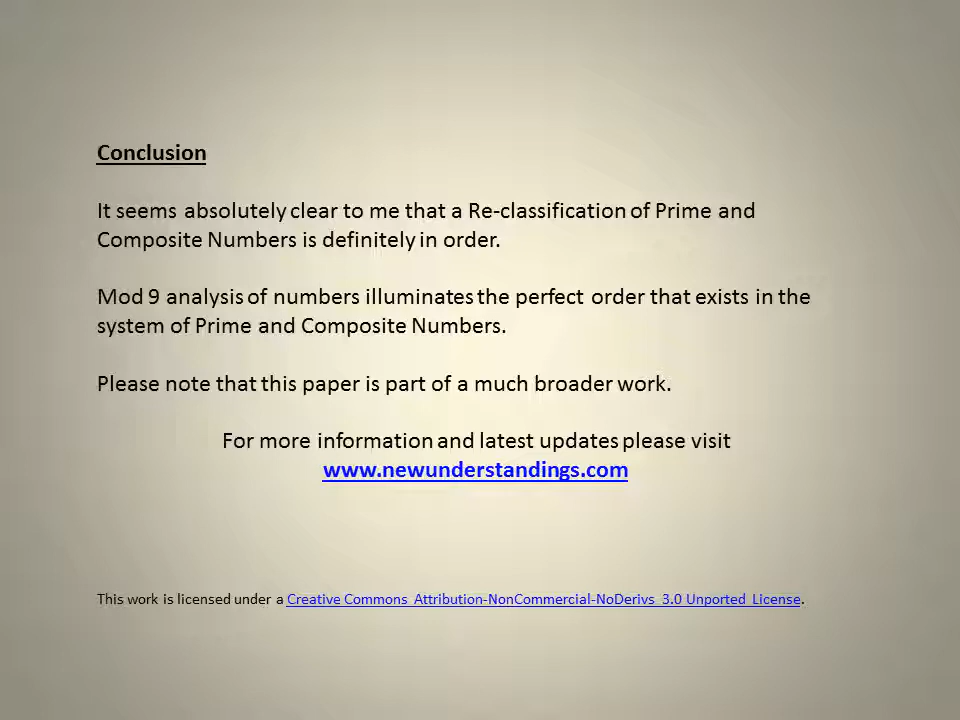 Conclusion
It seems absolutely clear to me that a Re-classification of Prime and
Composite Numbers is definitely in order.
Mod 9 analysis of numbers illuminates the perfect order that exists in the
system of Prime and Composite Numbers.
Please note that this paper is part of a much broader work.
For more information and latest updates please visit
www.newunderstandings.com
This work is licensed under a Creative Commons Attribution-NonCommercial-NoDerivs 3.0 Unported License.